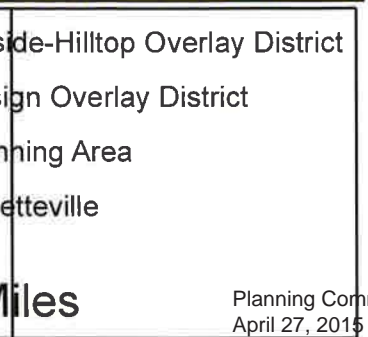 side-Hilltop Overlay District
sign Overlay District
nning Area
etteville
Miles
Planning Com
April 27, 2015